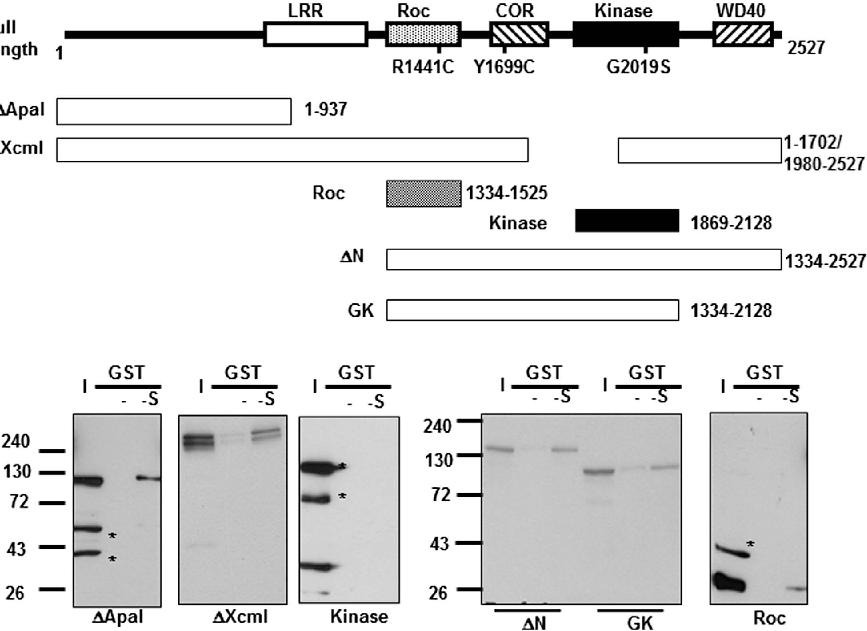 LRR Roc COR Kinase WD40
1 2527
R1441C Y1699C G2019S
ΔApaI 1-937
XcmI 1-1702/
1980-2527
Roc 1334-1525
Kinase 1869-2128
ΔN 1334-2527
GK 1334-2128
GST GST GST GST GST GST
I - -S I - -S I - -S I - -S I - -S I - -S
240
130
72
43
26
240
130
72
43
26
* * * * *
ΔApaI ΔXcmI Kinase ΔN GK Roc